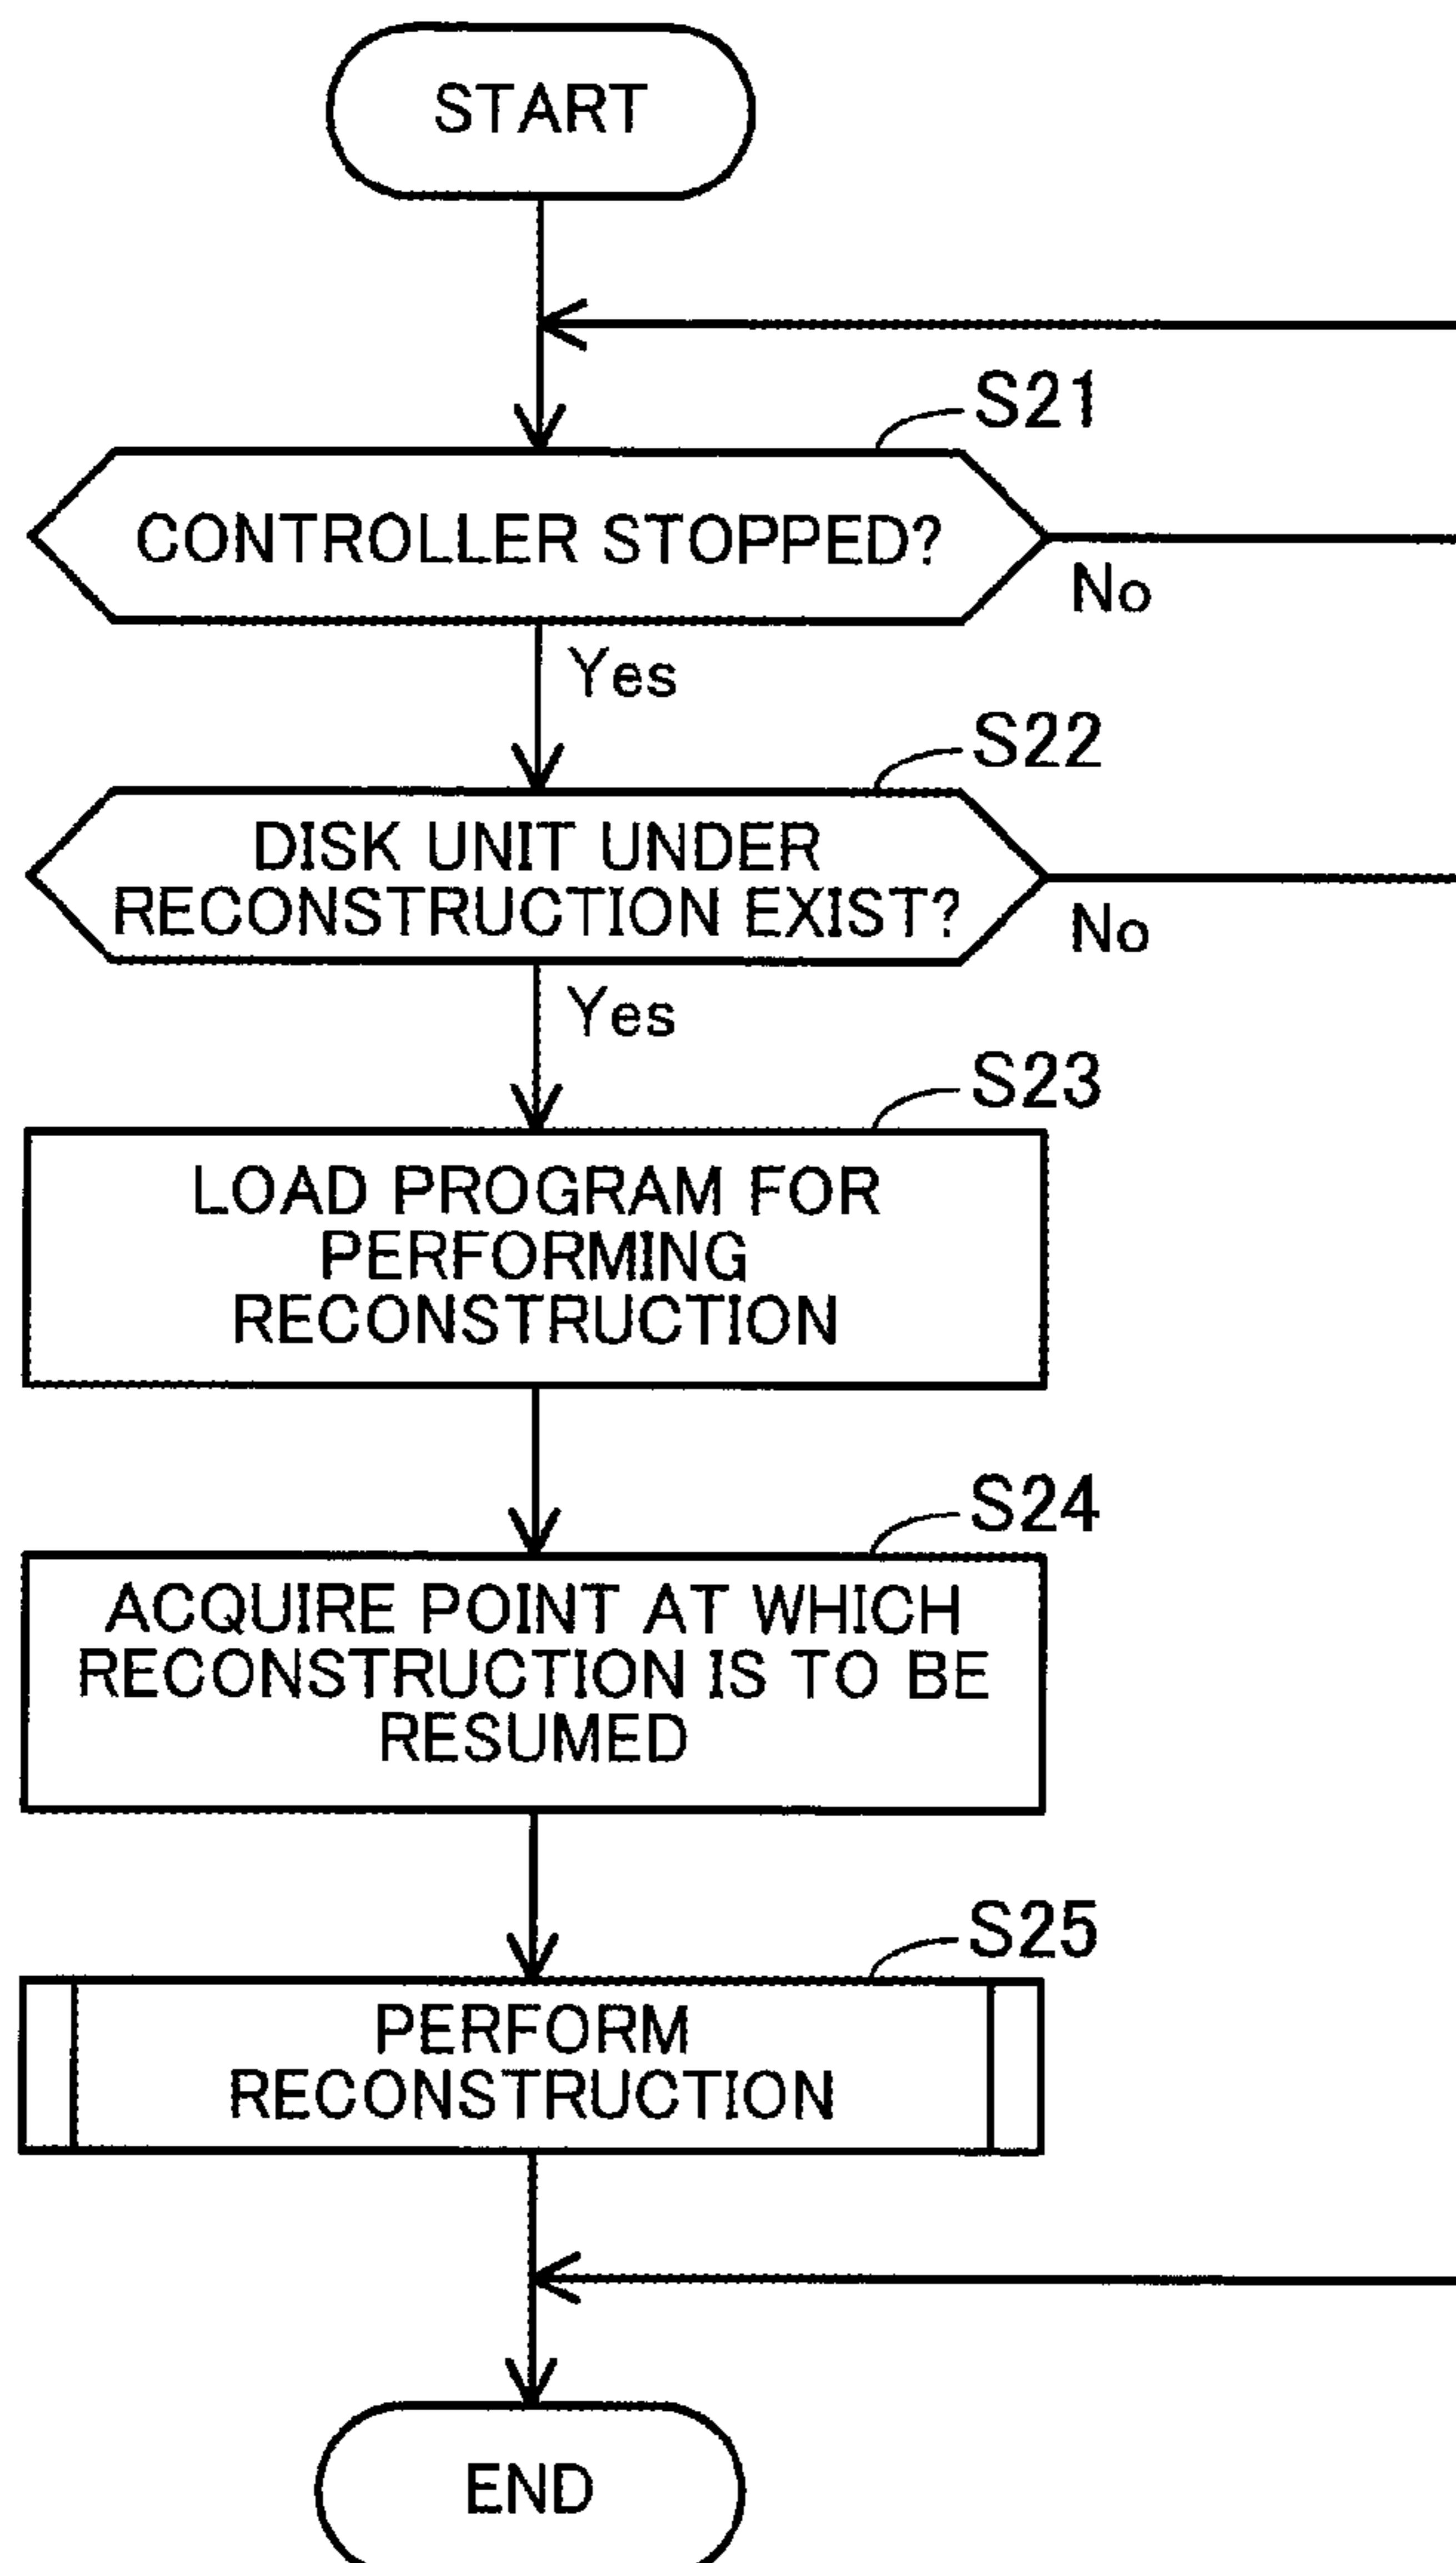 START
S21
CONTROLLER STOPPED?
No
Yes
S22
DISK UNIT UNDER
RECONSTRUCTION EXIST?
No
Yes
S23
LOAD PROGRAM FOR
PERFORMING
RECONSTRUCTION
S24
ACQUIRE POINT AT WHICH
RECONSTRUCTION IS TO BE
RESUMED
S25
PERFORM
RECONSTRUCTION
END